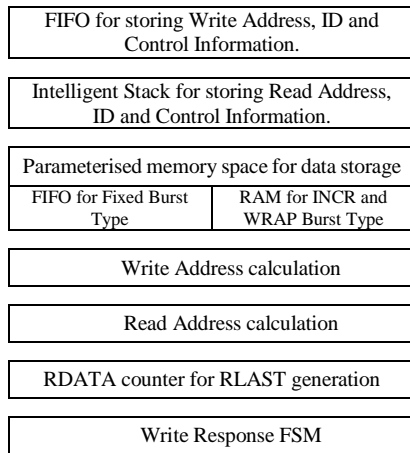 FIFO for storing Write Address, ID and
Control Information.
Intelligent Stack for storing Read Address,
ID and Control Information.
Parameterised memory space for data storage
FIFO for Fixed Burst
Type
RAM for INCR and
WRAP Burst Type
Write Address calculation
Read Address calculation
RDATA counter for RLAST generation
Write Response FSM